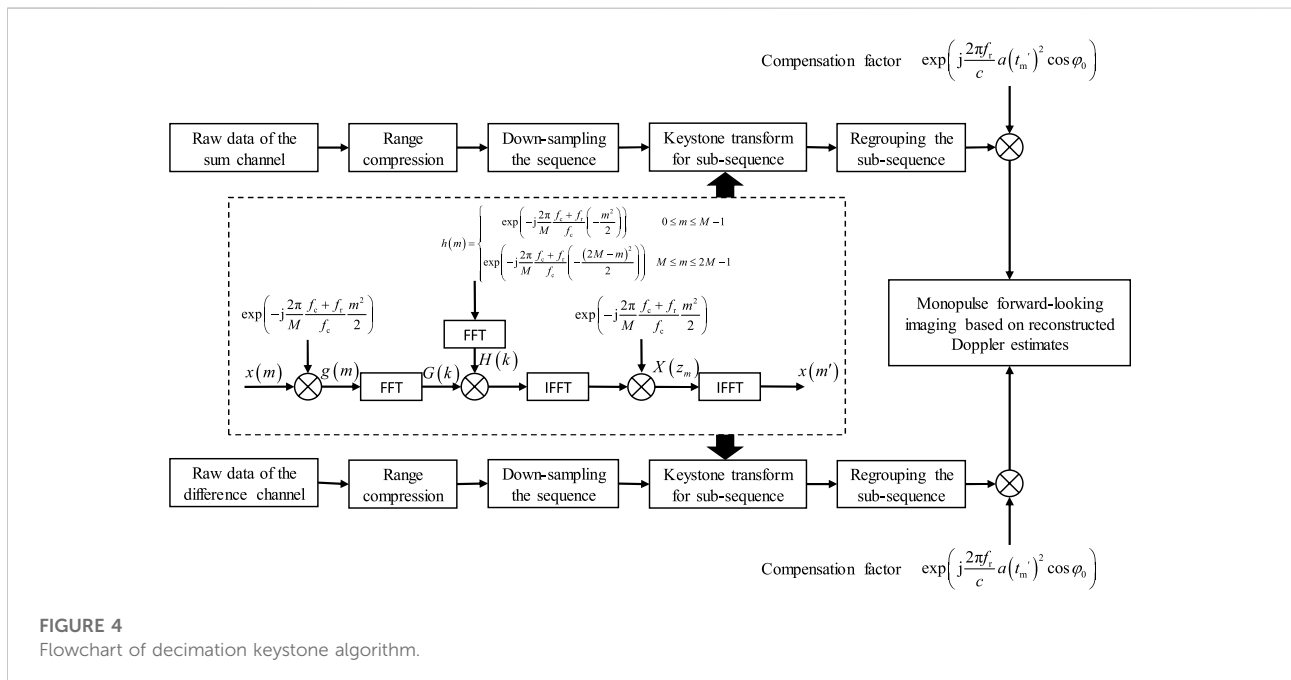 Compensation factor exp(j 2πf_r/c a(t_m')² cos φ₀)
Raw data of the
sum channel
Range
compression
Down-sampling
the sequence
Keystone transform
for sub-sequence
Regrouping the
sub-sequence
h(m) = { exp(-j 2π/M (f_c + f_r)/f_c (-m²/2)) 0 ≤ m ≤ M -1
exp(-j 2π/M (f_c + f_r)/f_c (-(2M - m)²/2)) M ≤ m ≤ 2M -1
exp(-j 2π/M (f_c + f_r)/f_c m²/2)
FFT
exp(-j 2π/M (f_c + f_r)/f_c m²/2)
x(m)
g(m)
FFT
G(k)
H(k)
IFFT
X(z_m)
IFFT
x(m')
Monopulse forward-looking
imaging based on reconstructed
Doppler estimates
Raw data of the
difference channel
Range
compression
Down-sampling
the sequence
Keystone transform
for sub-sequence
Regrouping the
sub-sequence
Compensation factor exp(j 2πf_r/c a(t_m')² cos φ₀)
FIGURE 4
Flowchart of decimation keystone algorithm.